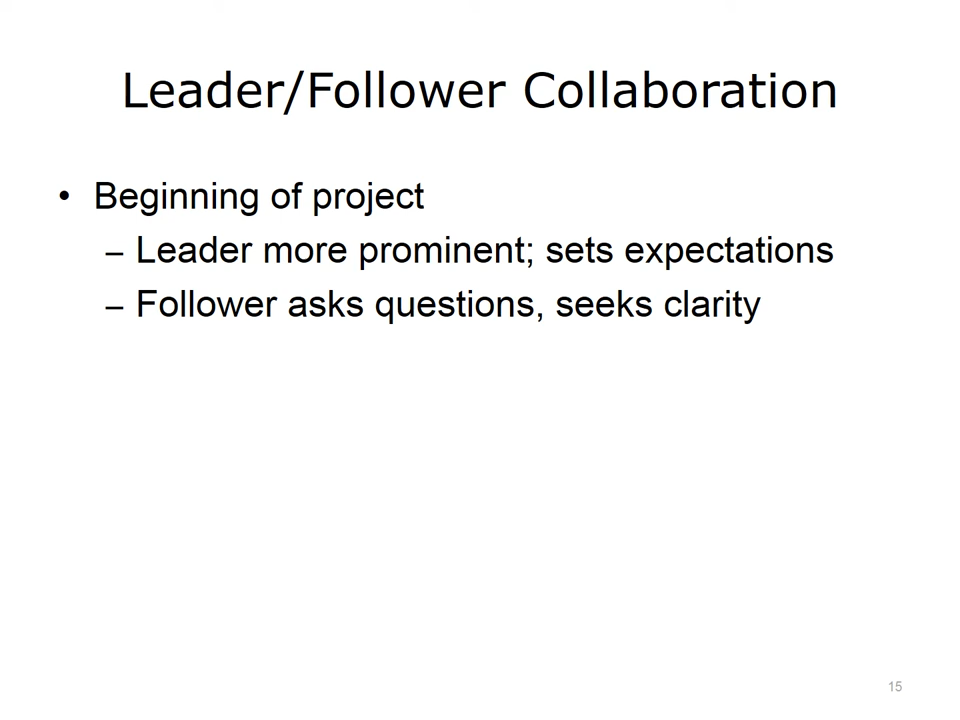 Leader/Follower Collaboration
• Beginning of project
– Leader more prominent; sets expectations
– Follower asks questions, seeks clarity
15